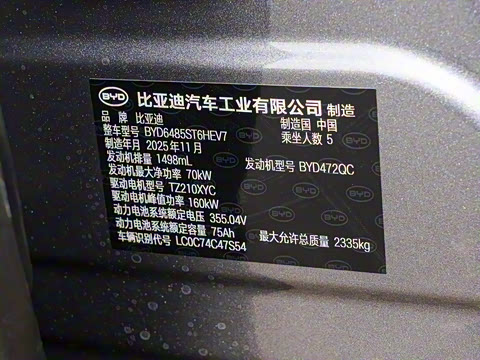 BYD 比亚迪汽车工业有限公司 制造
品 牌 比亚迪 制造国 中国
整车型号 BYD6485ST6HEV7 乘坐人数 5
制造年月 2025年11月
发动机排量 1498mL 发动机型号 BYD472QC
发动机最大净功率 70kW
驱动电机型号 TZ210XYC
驱动电机峰值功率 160kW
动力电池系统额定电压 355.04V
动力电池系统额定容量 75Ah
车辆识别代号 LC0C74C47S54 最大允许总质量 2335kg